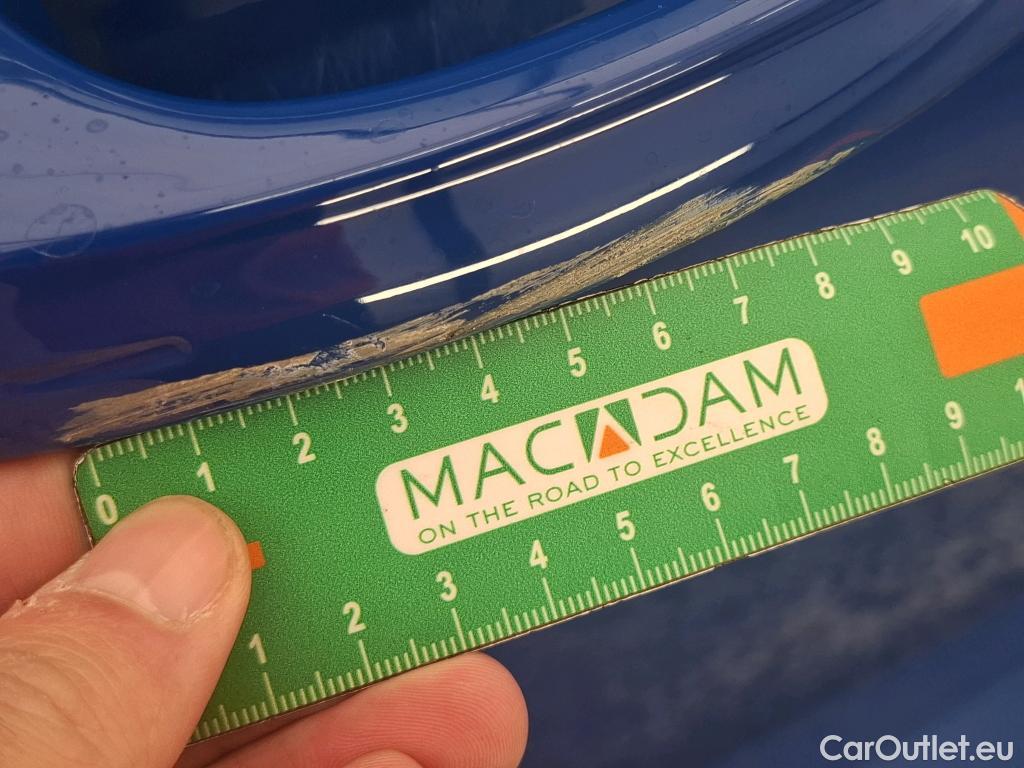 0 1 2 3 4 5 6 7 8 9 10
MACADAM
ON THE ROAD TO EXCELLENCE
1 2 3 4 5 6 7 8 9 1
CarOutlet.eu